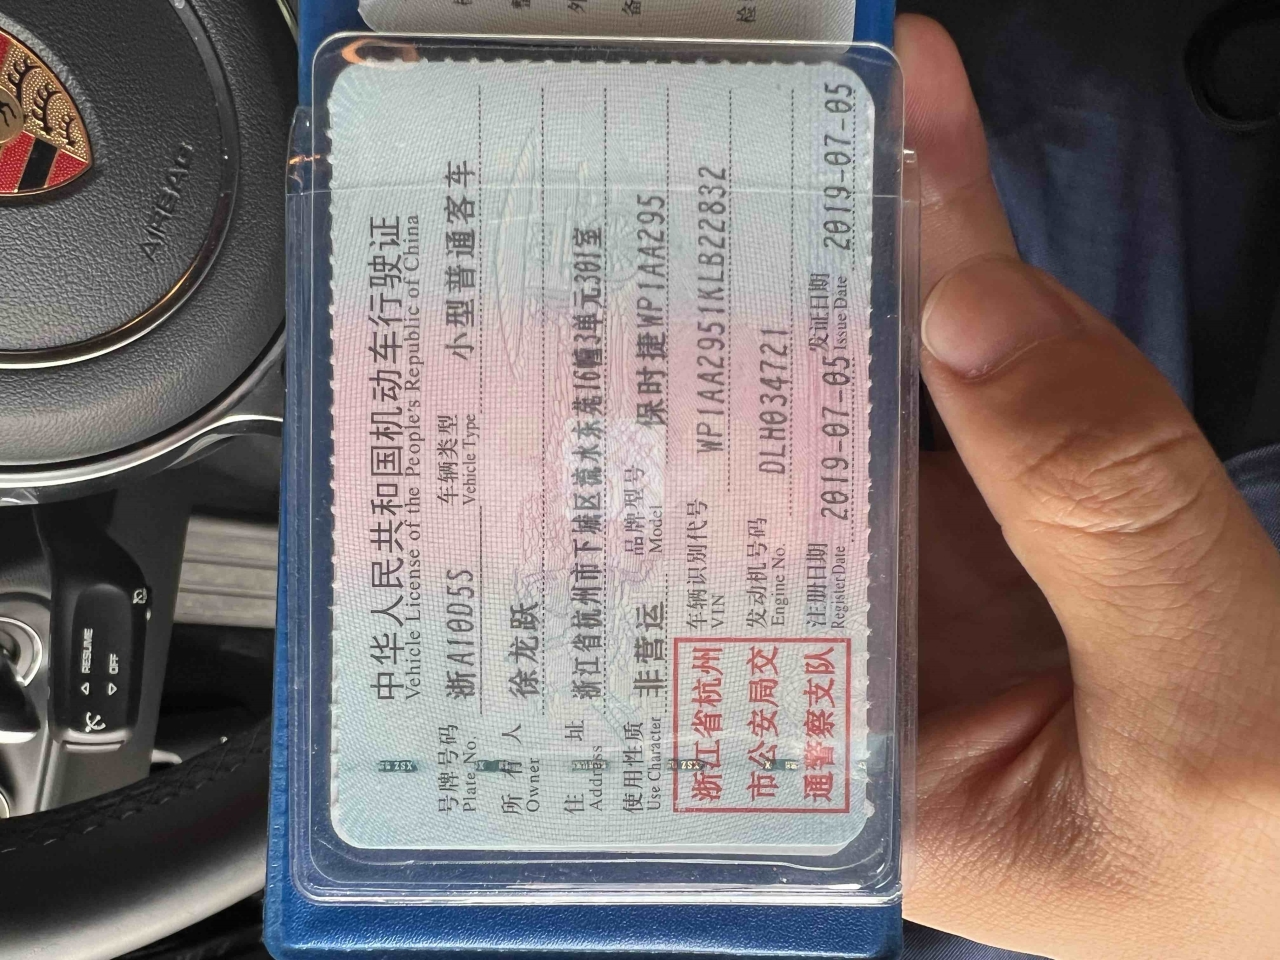 中华人民共和国机动车行驶证
Vehicle License of the People's Republic of China
号牌号码 浙A10D5S 车辆类型 小型普通客车
Plate No. Vehicle Type
所有人 徐龙跃
Owner
住址 浙江省杭州市下城区流水东苑10幢3单元301室
Address
使用性质 非营运 品牌型号 保时捷WP1AA295
Use Character Model
车辆识别代号 WP1AA2951KLB22832
VIN
发动机号码 DLH034721
Engine No.
注册日期 2019-07-05 发证日期 2019-07-05
Register Date Issue Date
浙江省杭州
市公安局交
通警察支队
AIRBAG
RESUME
OFF